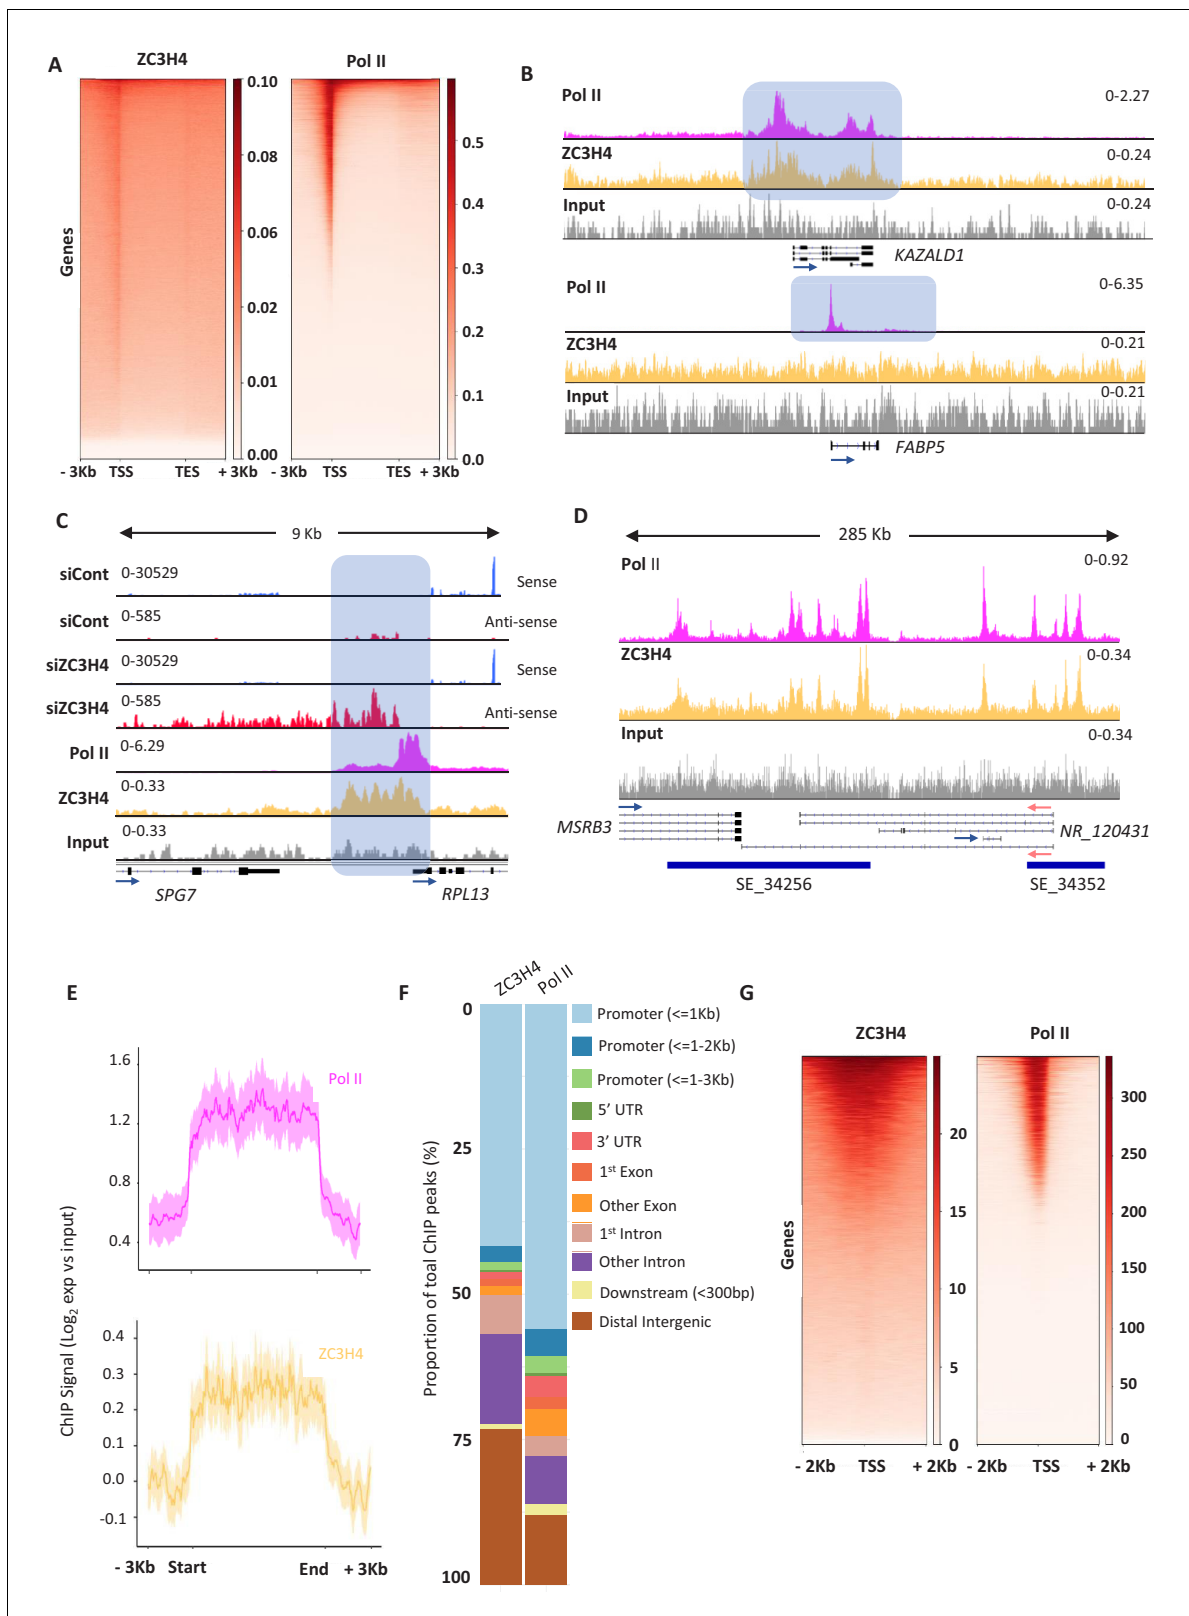 A
ZC3H4
Pol II
Genes
0.10
0.08
0.06
0.02
0.01
0.00
0.5
0.4
0.3
0.2
0.1
0.0
- 3Kb TSS TES + 3Kb
- 3Kb TSS TES + 3Kb
B
Pol II 0-2.27
ZC3H4 0-0.24
Input 0-0.24
KAZALD1
Pol II 0-6.35
ZC3H4 0-0.21
Input 0-0.21
FABP5
C
9 Kb
siCont 0-30529 Sense
siCont 0-585 Anti-sense
siZC3H4 0-30529 Sense
siZC3H4 0-585 Anti-sense
Pol II 0-6.29
ZC3H4 0-0.33
Input 0-0.33
SPG7 RPL13
D
285 Kb
Pol II 0-0.92
ZC3H4 0-0.34
Input 0-0.34
MSRB3 NR_120431
SE_34256 SE_34352
E
ChIP Signal (Log2 exp vs input)
1.6
1.2
0.8
0.4
Pol II
0.4
0.3
0.2
0.1
0.0
-0.1
ZC3H4
- 3Kb Start End + 3Kb
F
ZC3H4
Pol II
Proportion of toal ChIP peaks (%)
0
25
50
75
100
Promoter (<=1Kb)
Promoter (<=1-2Kb)
Promoter (<=1-3Kb)
5' UTR
3' UTR
1st Exon
Other Exon
1st Intron
Other Intron
Downstream (<300bp)
Distal Intergenic
G
ZC3H4
Pol II
Genes
20
15
10
5
0
300
250
200
150
100
50
0
- 2Kb TSS + 2Kb
- 2Kb TSS + 2Kb